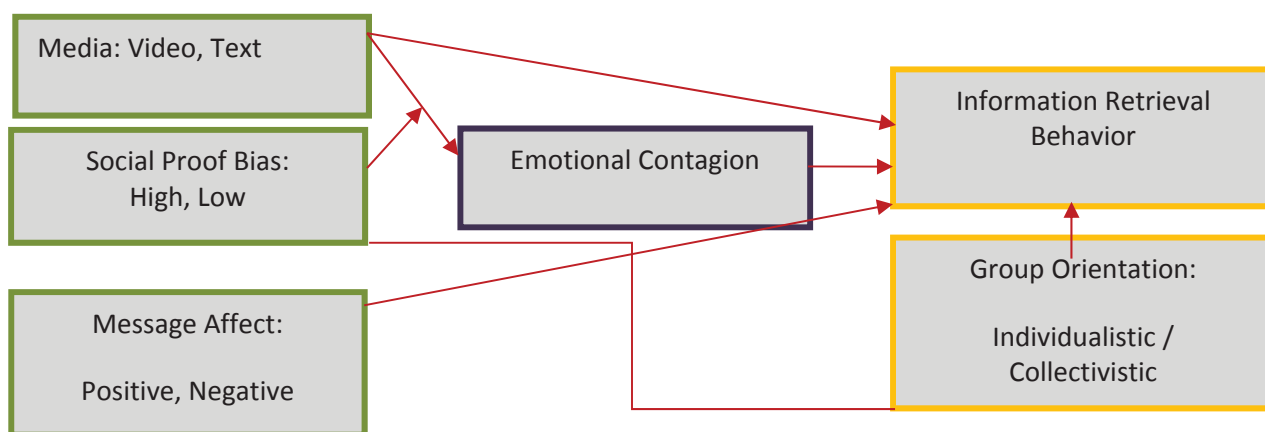 Media: Video, Text
Social Proof Bias:
High, Low
Message Affect:
Positive, Negative
Emotional Contagion
Information Retrieval
Behavior
Group Orientation:
Individualistic /
Collectivistic